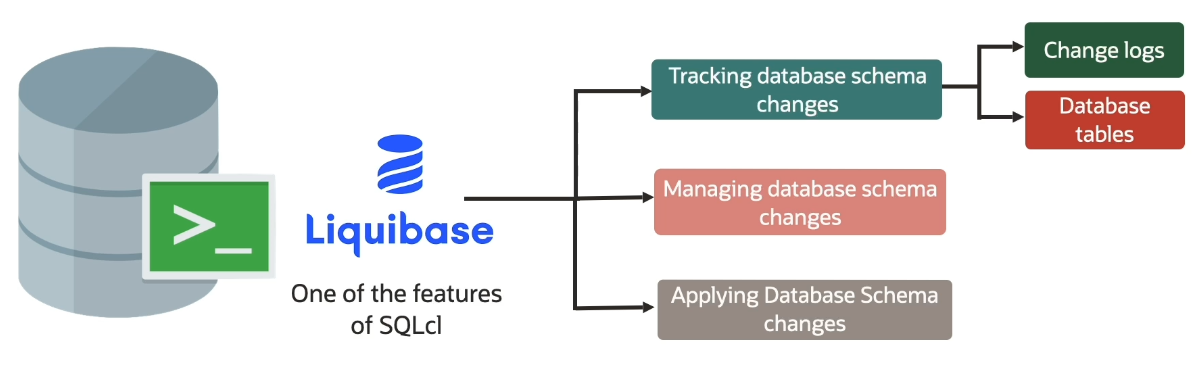 >_
Liquibase
One of the features
of SQLcl
Tracking database schema
changes
Change logs
Database
tables
Managing database schema
changes
Applying Database Schema
changes